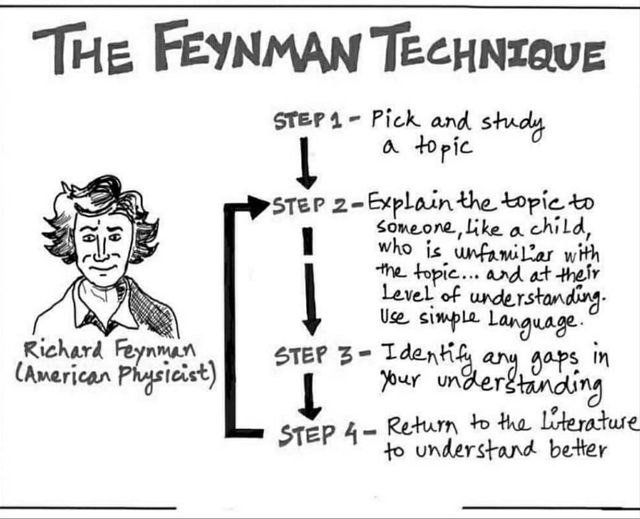 THE FEYNMAN TECHNIQUE
STEP 1 - Pick and study
a topic
STEP 2 - Explain the topic to
someone, like a child,
who is unfamiliar with
the topic... and at their
level of understanding.
Use simple language.
Richard Feynman
(American Physicist)
STEP 3 - Identify any gaps in
your understanding
STEP 4 - Return to the literature
to understand better